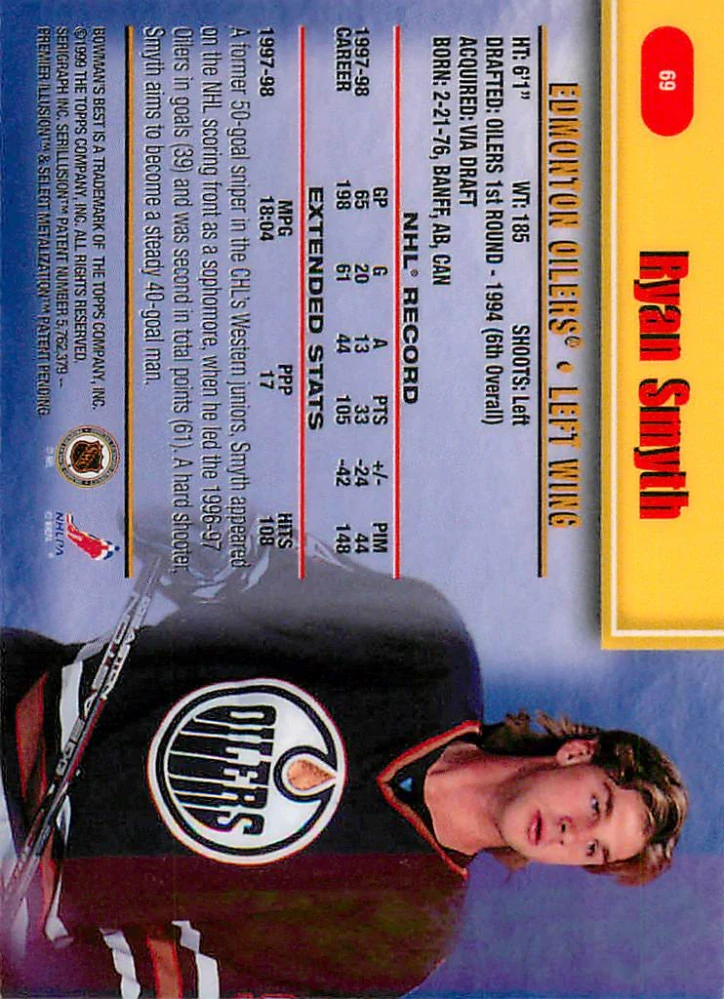 69
Ryan Smyth
EDMONTON OILERS® • LEFT WING
HT: 6'1" WT: 185 SHOOTS: Left
DRAFTED: OILERS 1st ROUND - 1994 (6th Overall)
ACQUIRED: VIA DRAFT
BORN: 2-21-76, BANFF, AB, CAN
NHL® RECORD
GP G A PTS +/- PIM
1997-98 65 20 13 33 -24 44
CAREER 198 61 44 105 -42 148
EXTENDED STATS
MPG PPP HITS
1997-98 18:04 17 108
A former 50-goal sniper in the CHL's Western juniors, Smyth appeared
on the NHL scoring front as a sophomore, when he led the 1996-97
Oilers in goals (39) and was second in total points (61). A hard shooter,
Smyth aims to become a steady 40-goal man.
BOWMAN'S BEST IS A TRADEMARK OF THE TOPPS COMPANY, INC.
©1999 THE TOPPS COMPANY, INC. ALL RIGHTS RESERVED.
SERIGRAPH INC. SERILLUSION™ PATENT NUMBER 5,762,379 --
PREMIER ILLUSION™ & SELECT METALIZATION™ PATENT PENDING.
NHL
NHLPA
OILERS